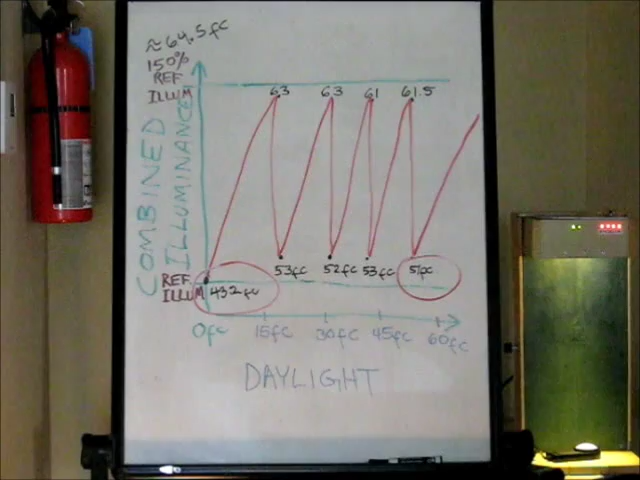 ≈64.5fc
150%
REF
ILLUM
63 63 61 61.5
COMBINED
ILLUMINANCE
53fc 52fc 53fc 51fc
REF.
ILLUM
43.2fc
0fc 15fc 30fc 45fc 60fc
DAYLIGHT